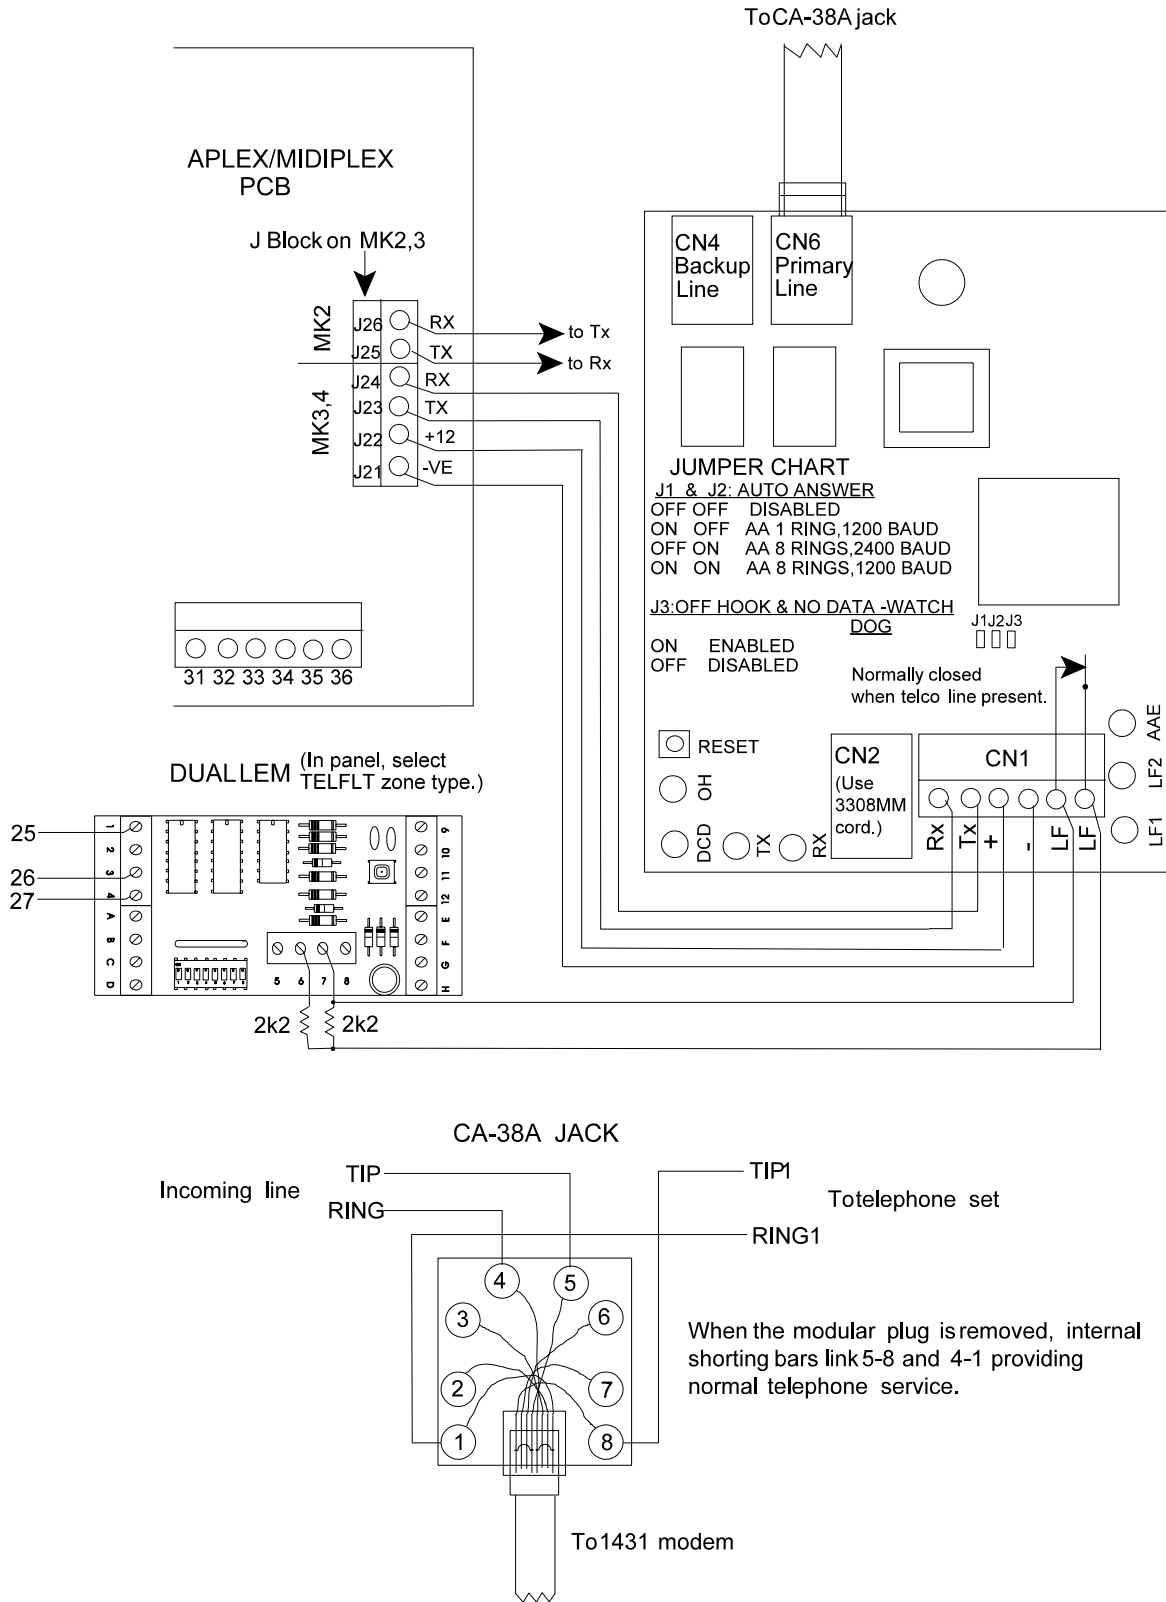 ToCA-38A jack
APLEX/MIDIPLEX
PCB
J Block on MK2,3
MK2
MK3,4
J26 RX
to Tx
J25 TX
to Rx
J24 RX
J23 TX
J22 +12
J21 -VE
31 32 33 34 35 36
CN4
Backup
Line
CN6
Primary
Line
JUMPER CHART
J1 & J2: AUTO ANSWER
OFF OFF DISABLED
ON OFF AA 1 RING,1200 BAUD
OFF ON AA 8 RINGS,2400 BAUD
ON ON AA 8 RINGS,1200 BAUD
J3:OFF HOOK & NO DATA -WATCH
DOG
ON ENABLED
OFF DISABLED
J1J2J3
Normally closed
when telco line present.
RESET
OH
DCD
TX
RX
CN2
(Use
3308MM
cord.)
CN1
Rx Tx + - LF LF
AAE
LF2
LF1
DUAL LEM (In panel, select
TELFLT zone type.)
25
26
27
1
2
3
4
A
B
C
D
5 6 7 8
9
10
11
12
E
F
G
H
2k2 2k2
CA-38A JACK
Incoming line
TIP
RING
TIP1
RING1
Totelephone set
4 5
3 6
2 7
1 8
When the modular plug is removed, internal
shorting bars link 5-8 and 4-1 providing
normal telephone service.
To1431 modem